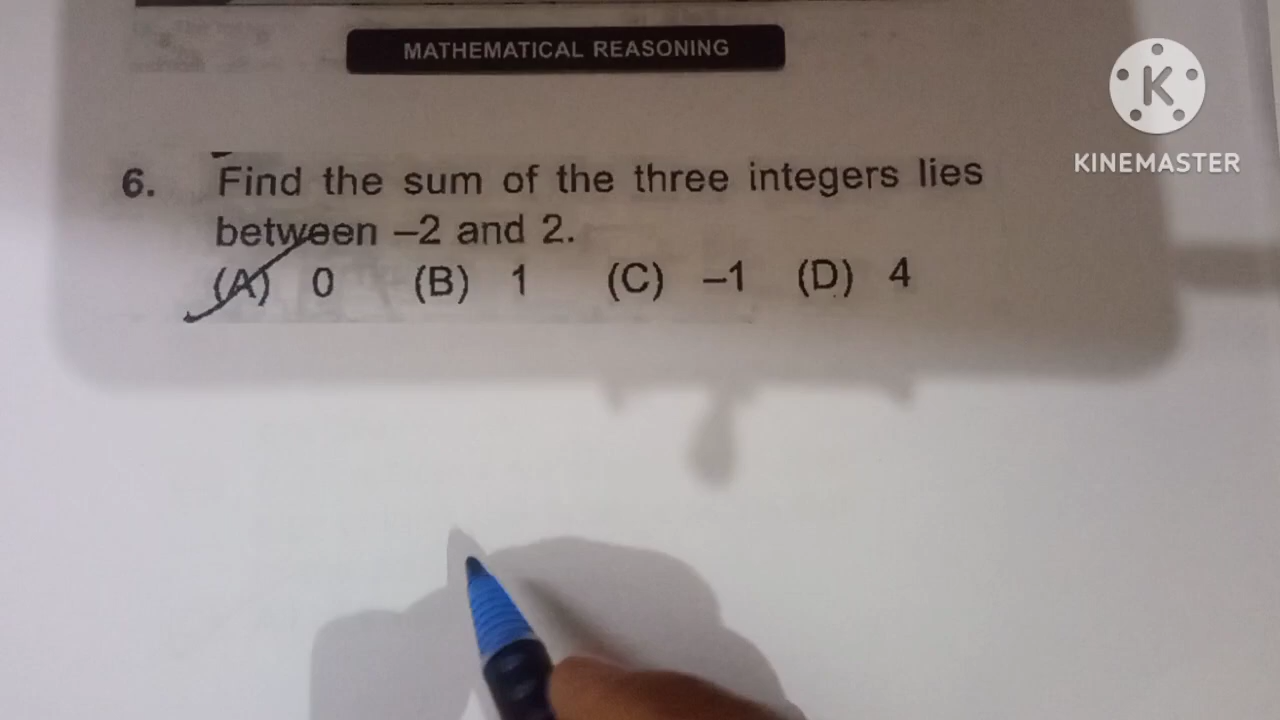 MATHEMATICAL REASONING
K
KINEMASTER
6. Find the sum of the three integers lies
between –2 and 2.
(A) 0 (B) 1 (C) –1 (D) 4